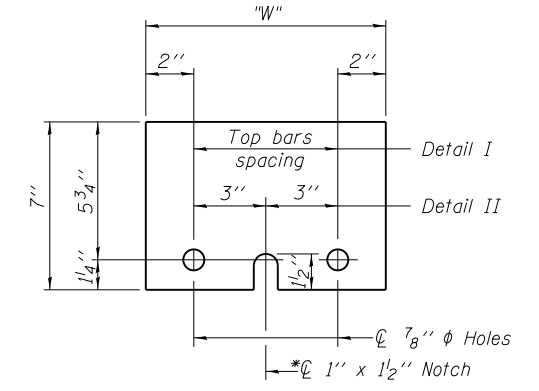 "W"
2′′ 2′′
Top bars
spacing
Detail I
7′′
5 3/4′′
3′′ 3′′
Detail II
1 1/4′′
1 1/2′′
℄ 7/8′′ ϕ Holes
*℄ 1′′ x 1 1/2′′ Notch